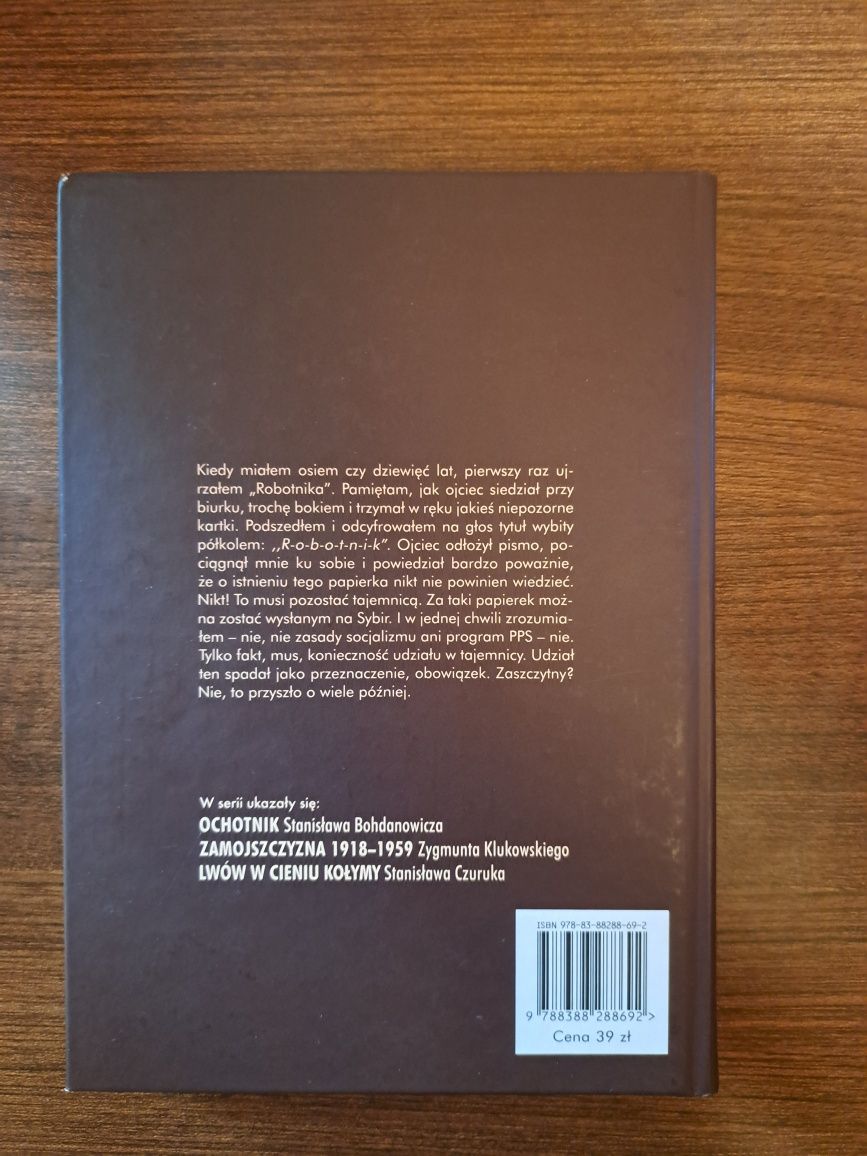 Kiedy miałem osiem czy dziewięć lat, pierwszy raz uj-
rzałem „Robotnika”. Pamiętam, jak ojciec siedział przy
biurku, trochę bokiem i trzymał w ręku jakieś niepozorne
kartki. Podszedłem i odcyfrowałem na głos tytuł wybity
półkolem: ,,R-o-b-o-t-n-i-k”. Ojciec odłożył pismo, po-
ciągnął mnie ku sobie i powiedział bardzo poważnie,
że o istnieniu tego papierka nikt nie powinien wiedzieć.
Nikt! To musi pozostać tajemnicą. Za taki papierek moż-
na zostać wysłanym na Sybir. I w jednej chwili zrozumia-
łem – nie, nie zasady socjalizmu ani program PPS – nie.
Tylko fakt, mus, konieczność udziału w tajemnicy. Udział
ten spadał jako przeznaczenie, obowiązek. Zaszczytny?
Nie, to przyszło o wiele później.
W serii ukazały się:
OCHOTNIK Stanisława Bohdanowicza
ZAMOJSZCZYZNA 1918–1959 Zygmunta Klukowskiego
LWÓW W CIENIU KOŁYMY Stanisława Czuruka
ISBN 978-83-88288-69-2
9 788388 288692 >
Cena 39 zł